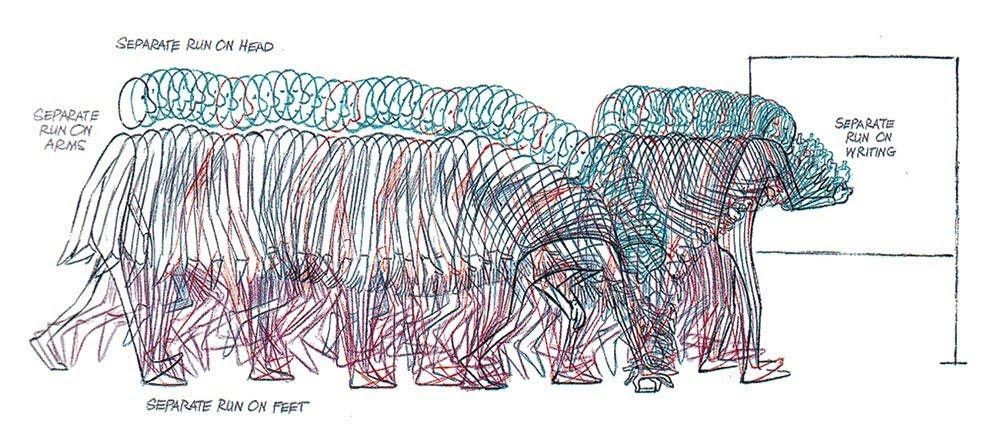 SEPARATE RUN ON HEAD
SEPARATE
RUN ON
ARMS
SEPARATE
RUN ON
WRITING
SEPARATE RUN ON FEET